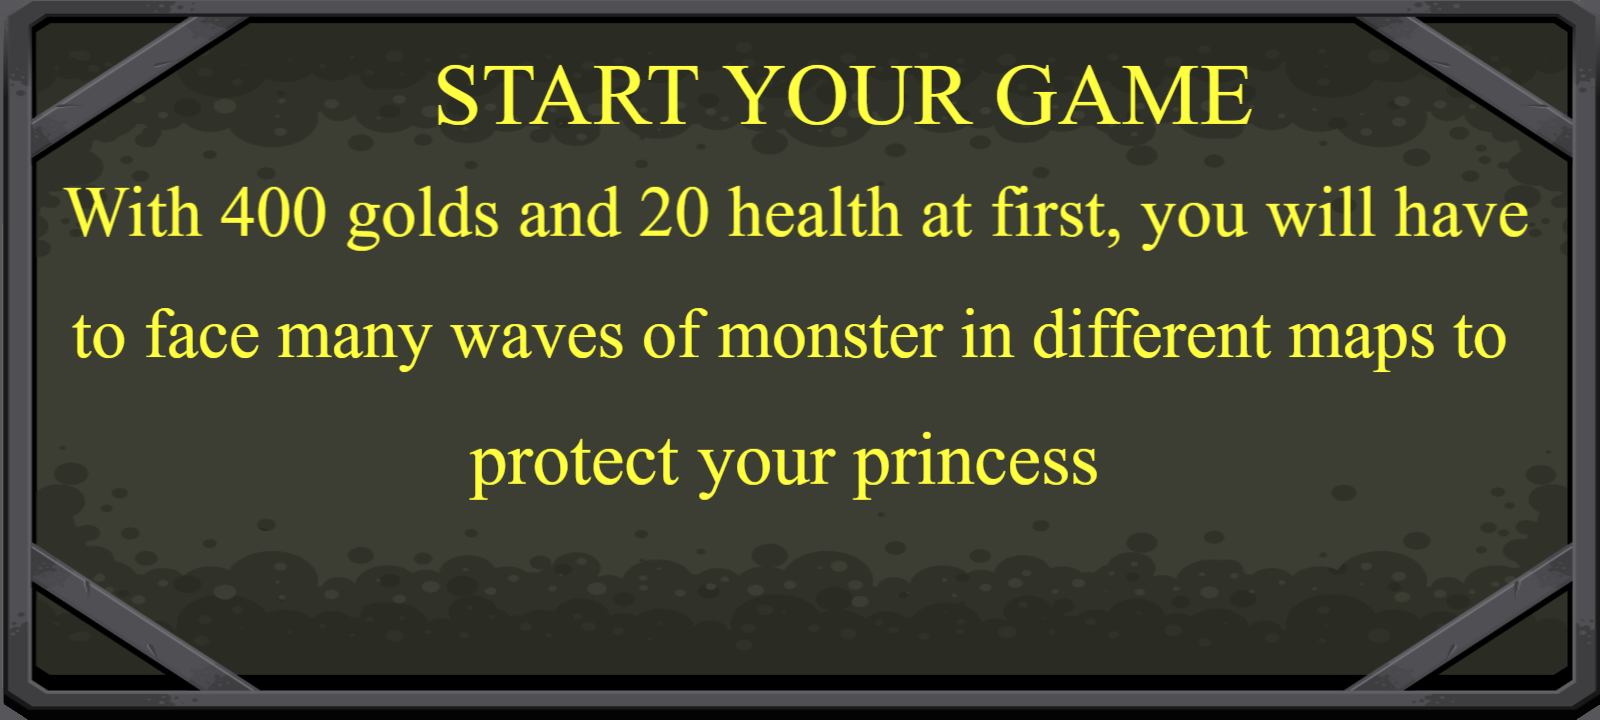 START YOUR GAME
With 400 golds and 20 health at first, you will have
to face many waves of monster in different maps to
protect your princess